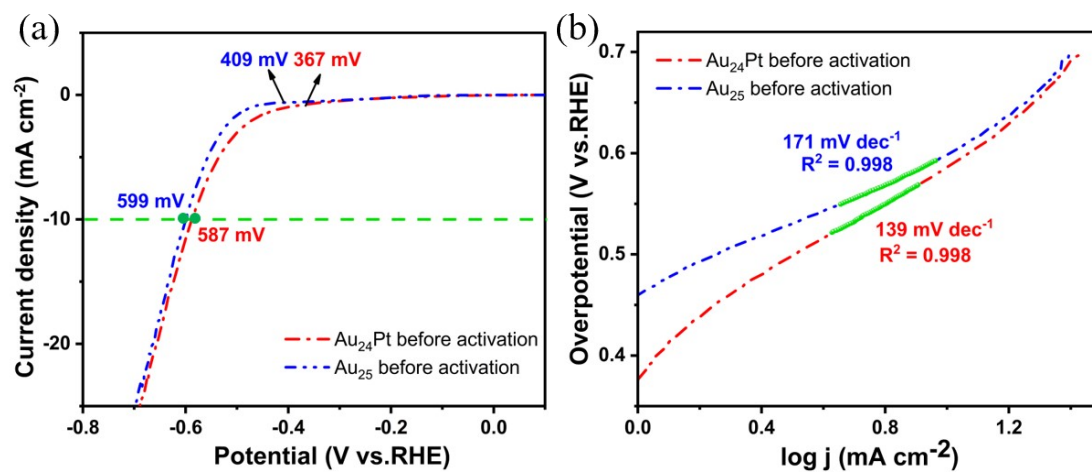 (a)
409 mV 367 mV
599 mV
587 mV
Au₂₄Pt before activation
Au₂₅ before activation
Current density (mA cm⁻²)
0
-10
-20
-0.8 -0.6 -0.4 -0.2 0.0
Potential (V vs.RHE)
(b)
Au₂₄Pt before activation
Au₂₅ before activation
171 mV dec⁻¹
R² = 0.998
139 mV dec⁻¹
R² = 0.998
Overpotential (V vs.RHE)
0.7
0.6
0.5
0.4
0.0 0.4 0.8 1.2
log j (mA cm⁻²)